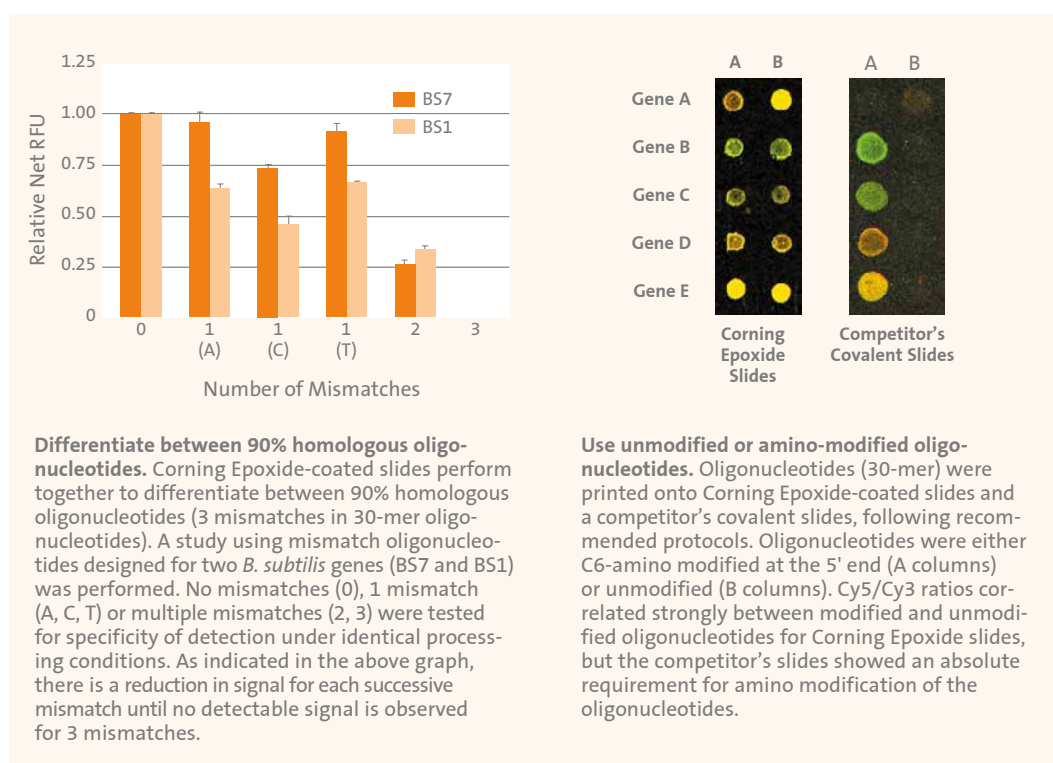 1.25
1.00
0.75
0.50
0.25
0
Relative Net RFU
BS7
BS1
0 1 1 1 2 3
(A) (C) (T)
Number of Mismatches
Differentiate between 90% homologous oligo-
nucleotides. Corning Epoxide-coated slides perform
together to differentiate between 90% homologous
oligonucleotides (3 mismatches in 30-mer oligo-
nucleotides). A study using mismatch oligonucleo-
tides designed for two B. subtilis genes (BS7 and BS1)
was performed. No mismatches (0), 1 mismatch
(A, C, T) or multiple mismatches (2, 3) were tested
for specificity of detection under identical process-
ing conditions. As indicated in the above graph,
there is a reduction in signal for each successive
mismatch until no detectable signal is observed
for 3 mismatches.
A B A B
Gene A
Gene B
Gene C
Gene D
Gene E
Corning
Epoxide
Slides
Competitor's
Covalent Slides
Use unmodified or amino-modified oligo-
nucleotides. Oligonucleotides (30-mer) were
printed onto Corning Epoxide-coated slides and
a competitor's covalent slides, following recom-
mended protocols. Oligonucleotides were either
C6-amino modified at the 5' end (A columns)
or unmodified (B columns). Cy5/Cy3 ratios cor-
related strongly between modified and unmodi-
fied oligonucleotides for Corning Epoxide slides,
but the competitor's slides showed an absolute
requirement for amino modification of the
oligonucleotides.